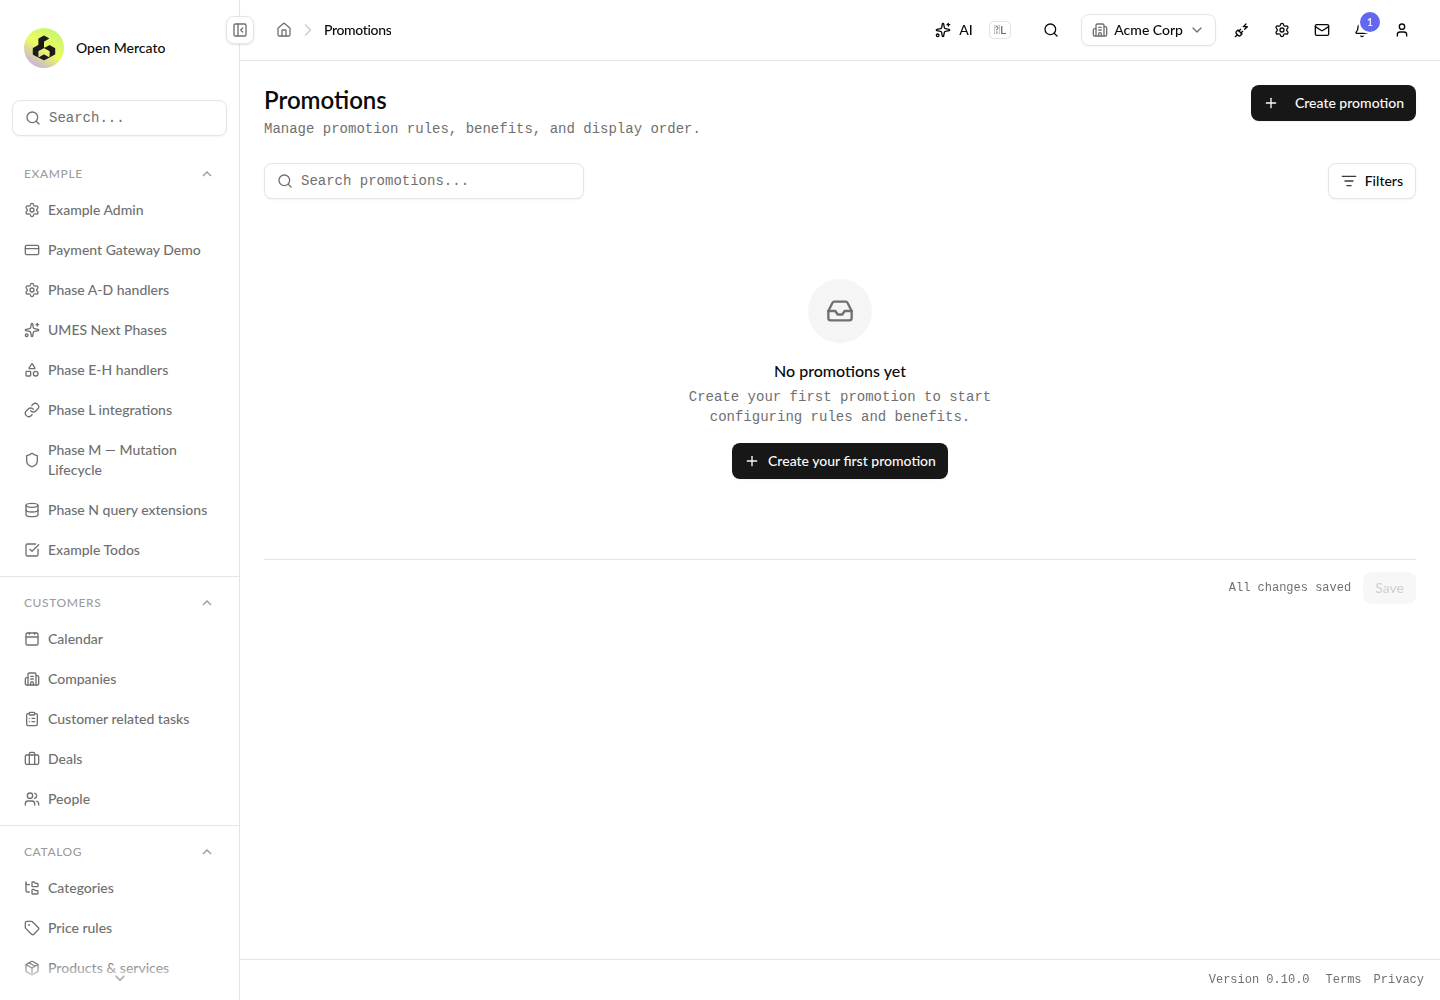 Open Mercato
Search...
EXAMPLE
Example Admin
Payment Gateway Demo
Phase A-D handlers
UMES Next Phases
Phase E-H handlers
Phase L integrations
Phase M — Mutation
Lifecycle
Phase N query extensions
Example Todos
CUSTOMERS
Calendar
Companies
Customer related tasks
Deals
People
CATALOG
Categories
Price rules
Products & services
Promotions
AI
L
Acme Corp
1
Promotions
Manage promotion rules, benefits, and display order.
Create promotion
Search promotions...
Filters
No promotions yet
Create your first promotion to start
configuring rules and benefits.
Create your first promotion
All changes saved
Save
Version 0.10.0
Terms
Privacy